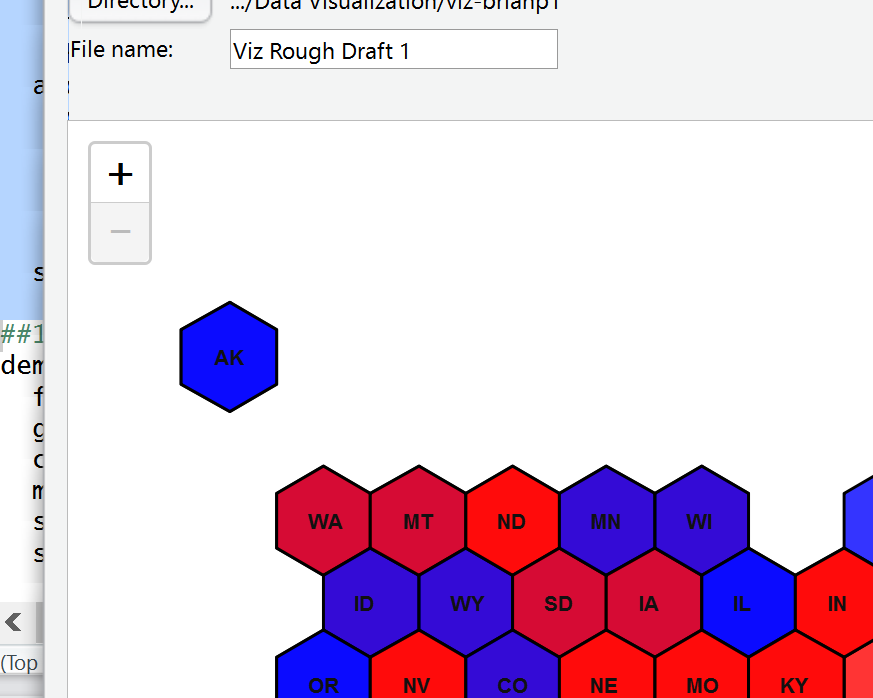 Directory...
.../Data Visualization/viz-brianp1
File name:
Viz Rough Draft 1
+
−
AK
##1
WA MT ND MN WI
ID WY SD IA IL IN
OR NV CO NE MO KY
(Top